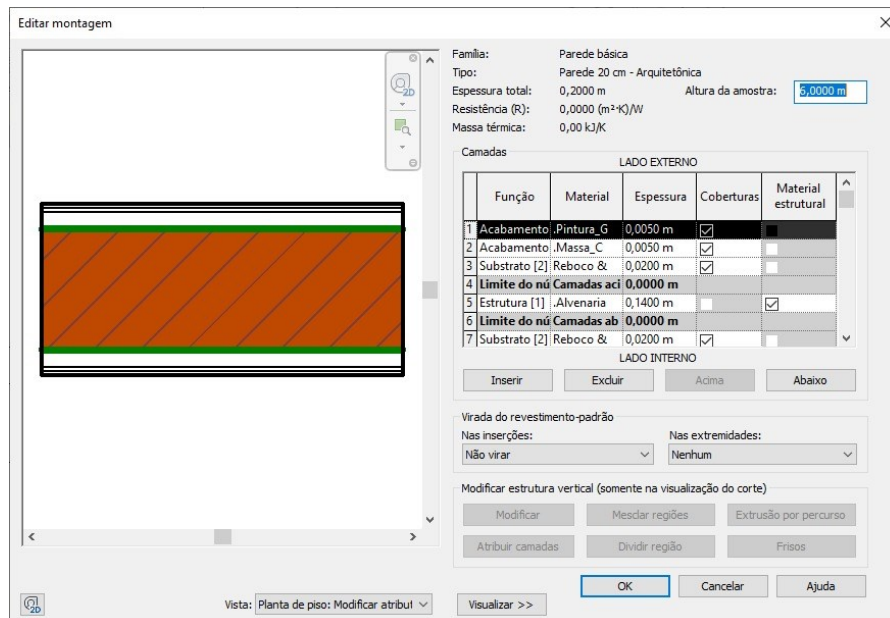 Editar montagem
2D
Família: Parede básica
Tipo: Parede 20 cm - Arquitetônica
Espessura total: 0,2000 m Altura da amostra: 6,0000 m
Resistência (R): 0,0000 (m²·K)/W
Massa térmica: 0,00 kJ/K
Camadas
LADO EXTERNO
Função Material Espessura Coberturas Material estrutural
1 Acabamento .Pintura_G 0,0050 m
2 Acabamento .Massa_C 0,0050 m
3 Substrato [2] Reboco & 0,0200 m
4 Limite do nú Camadas aci 0,0000 m
5 Estrutura [1] .Alvenaria 0,1400 m
6 Limite do nú Camadas ab 0,0000 m
7 Substrato [2] Reboco & 0,0200 m
LADO INTERNO
Inserir Excluir Acima Abaixo
Virada do revestimento-padrão
Nas inserções: Nas extremidades:
Não virar Nenhum
Modificar estrutura vertical (somente na visualização do corte)
Modificar Mesclar regiões Extrusão por percurso
Atribuir camadas Dividir região Frisos
OK Cancelar Ajuda
2D Vista: Planta de piso: Modificar atribut Visualizar >>